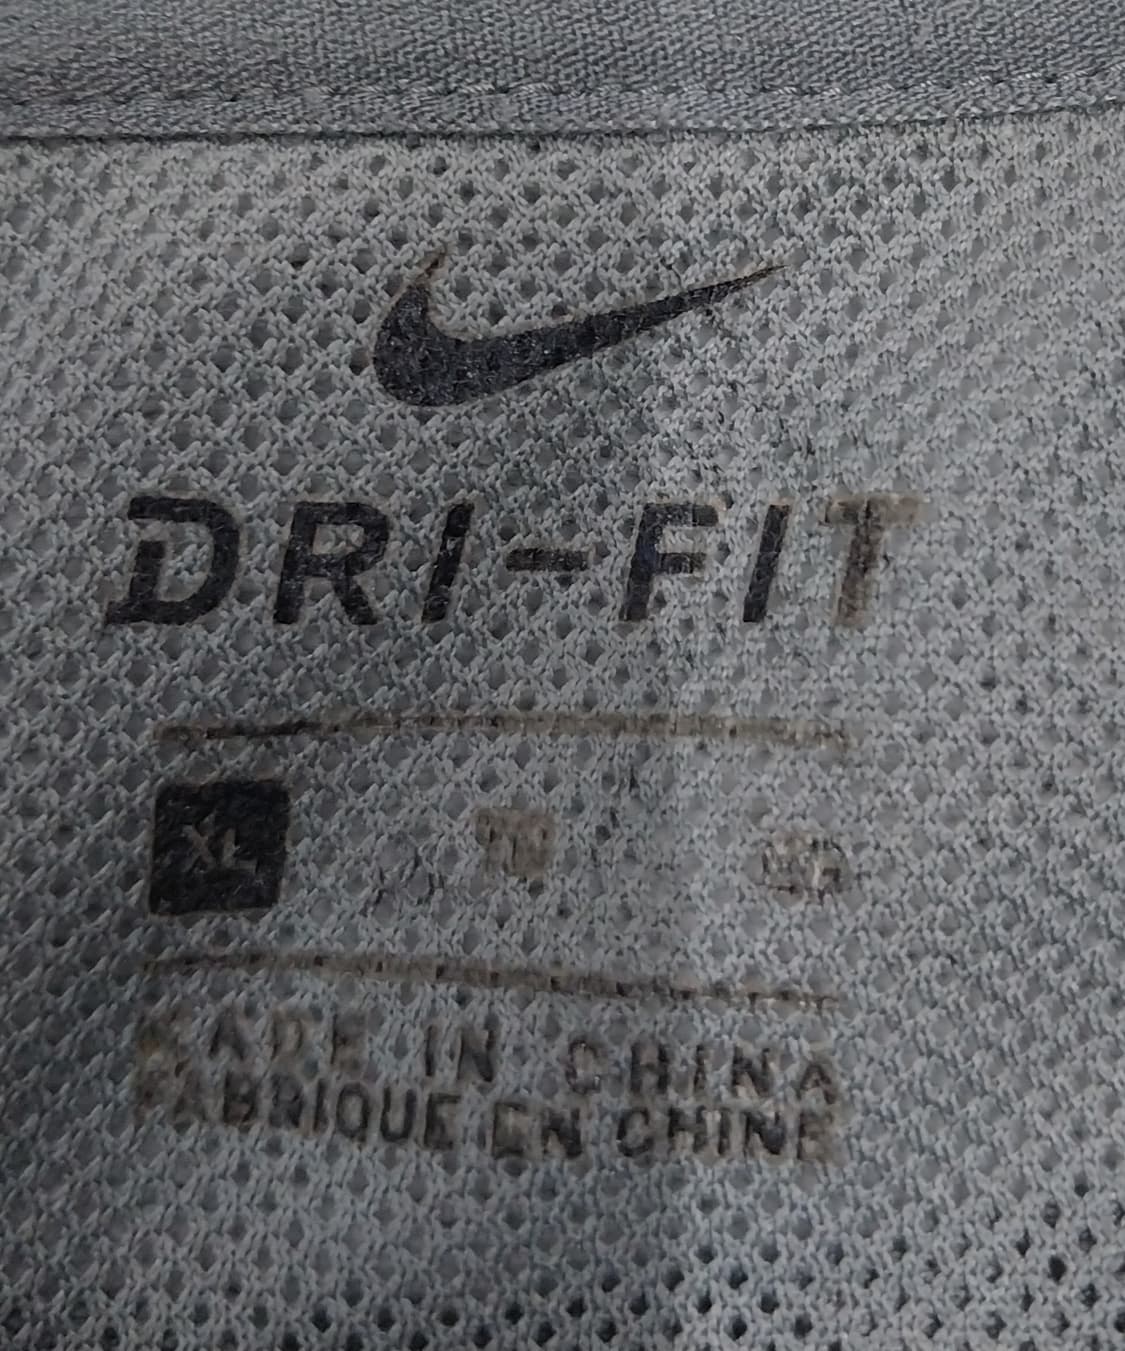 DRI-FIT
XL
MADE IN CHINA
FABRIQUE EN CHINE